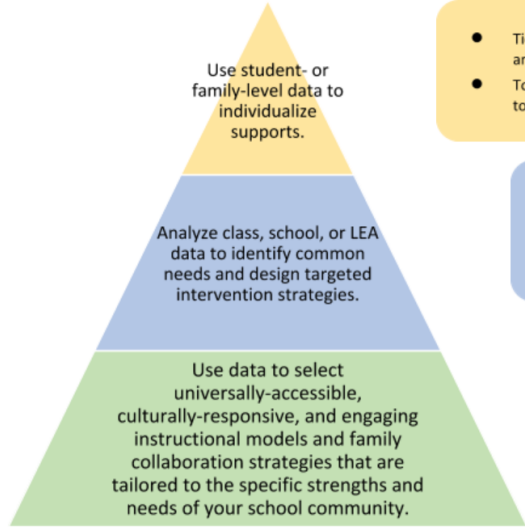 Use student- or
family-level data to
individualize
supports.
Analyze class, school, or LEA
data to identify common
needs and design targeted
intervention strategies.
Use data to select
universally-accessible,
culturally-responsive, and engaging
instructional models and family
collaboration strategies that are
tailored to the specific strengths and
needs of your school community.